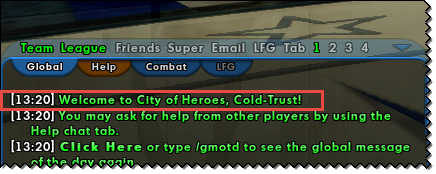 Team League Friends Super Email LFG Tab 1 2 3 4
Global Help Combat LFG
[13:20] Welcome to City of Heroes, Cold-Trust!
[13:20] You may ask for help from other players by using the
Help chat tab.
[13:20] Click Here or type /gmotd to see the global message
of the day again.